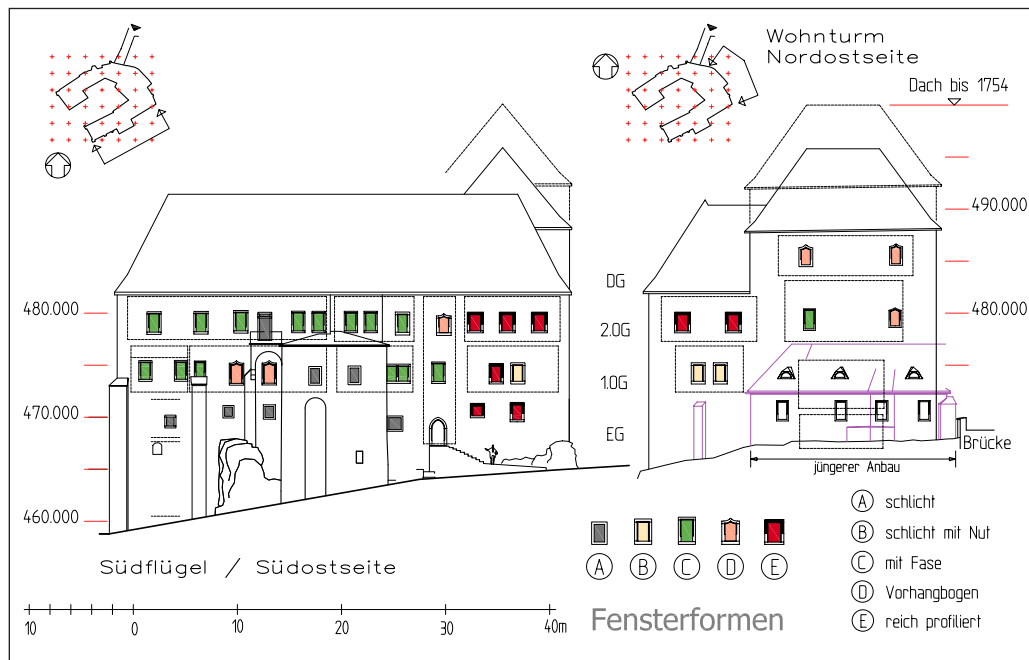 Wohnturm
Nordostseite
Dach bis 1754
490.000
480.000
480.000
470.000
460.000
DG
2.OG
1.OG
EG
Brücke
jüngerer Anbau
Südflügel / Südostseite
A B C D E
Fensterformen
A schlicht
B schlicht mit Nut
C mit Fase
D Vorhangbogen
E reich profiliert
10 0 10 20 30 40m